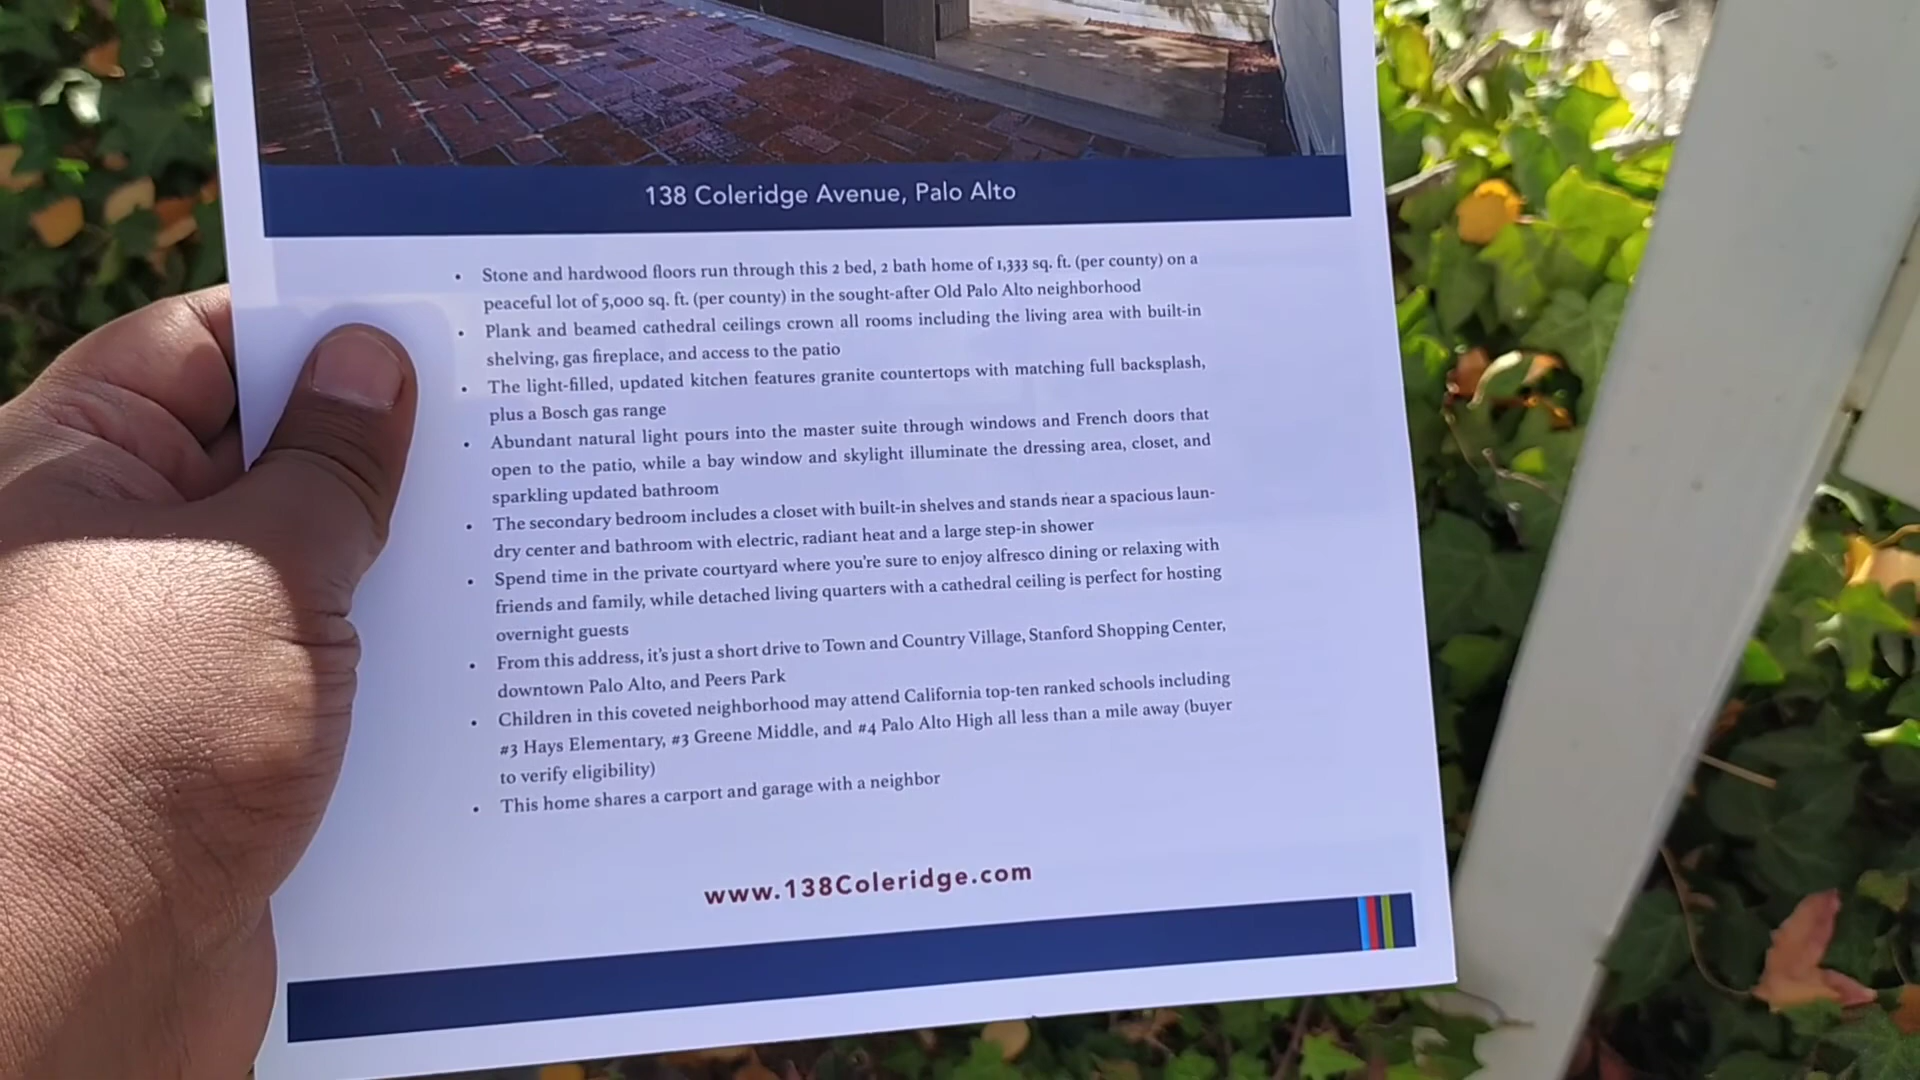 138 Coleridge Avenue, Palo Alto
• Stone and hardwood floors run through this 2 bed, 2 bath home of 1,333 sq. ft. (per county) on a
peaceful lot of 5,000 sq. ft. (per county) in the sought-after Old Palo Alto neighborhood
• Plank and beamed cathedral ceilings crown all rooms including the living area with built-in
shelving, gas fireplace, and access to the patio
• The light-filled, updated kitchen features granite countertops with matching full backsplash,
plus a Bosch gas range
• Abundant natural light pours into the master suite through windows and French doors that
open to the patio, while a bay window and skylight illuminate the dressing area, closet, and
sparkling updated bathroom
• The secondary bedroom includes a closet with built-in shelves and stands near a spacious laun-
dry center and bathroom with electric, radiant heat and a large step-in shower
• Spend time in the private courtyard where you're sure to enjoy alfresco dining or relaxing with
friends and family, while detached living quarters with a cathedral ceiling is perfect for hosting
overnight guests
• From this address, it's just a short drive to Town and Country Village, Stanford Shopping Center,
downtown Palo Alto, and Peers Park
• Children in this coveted neighborhood may attend California top-ten ranked schools including
#3 Hays Elementary, #3 Greene Middle, and #4 Palo Alto High all less than a mile away (buyer
to verify eligibility)
• This home shares a carport and garage with a neighbor
www.138Coleridge.com